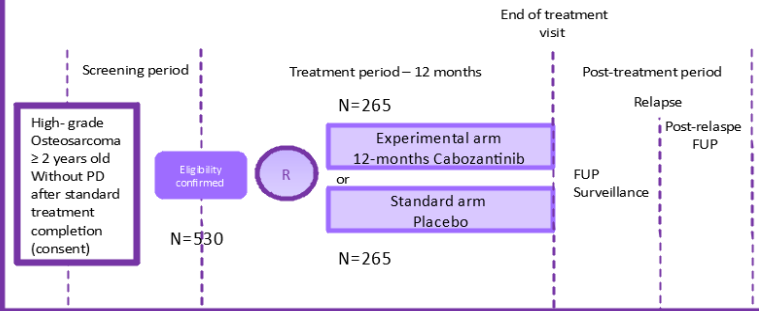 End of treatment
visit
Screening period
Treatment period – 12 months
Post-treatment period
High- grade
Osteosarcoma
≥ 2 years old
Without PD
after standard
treatment
completion
(consent)
Eligibility
confirmed
N=530
R
N=265
Experimental arm
12-months Cabozantinib
or
Standard arm
Placebo
N=265
FUP
Surveillance
Relapse
Post-relaspe
FUP